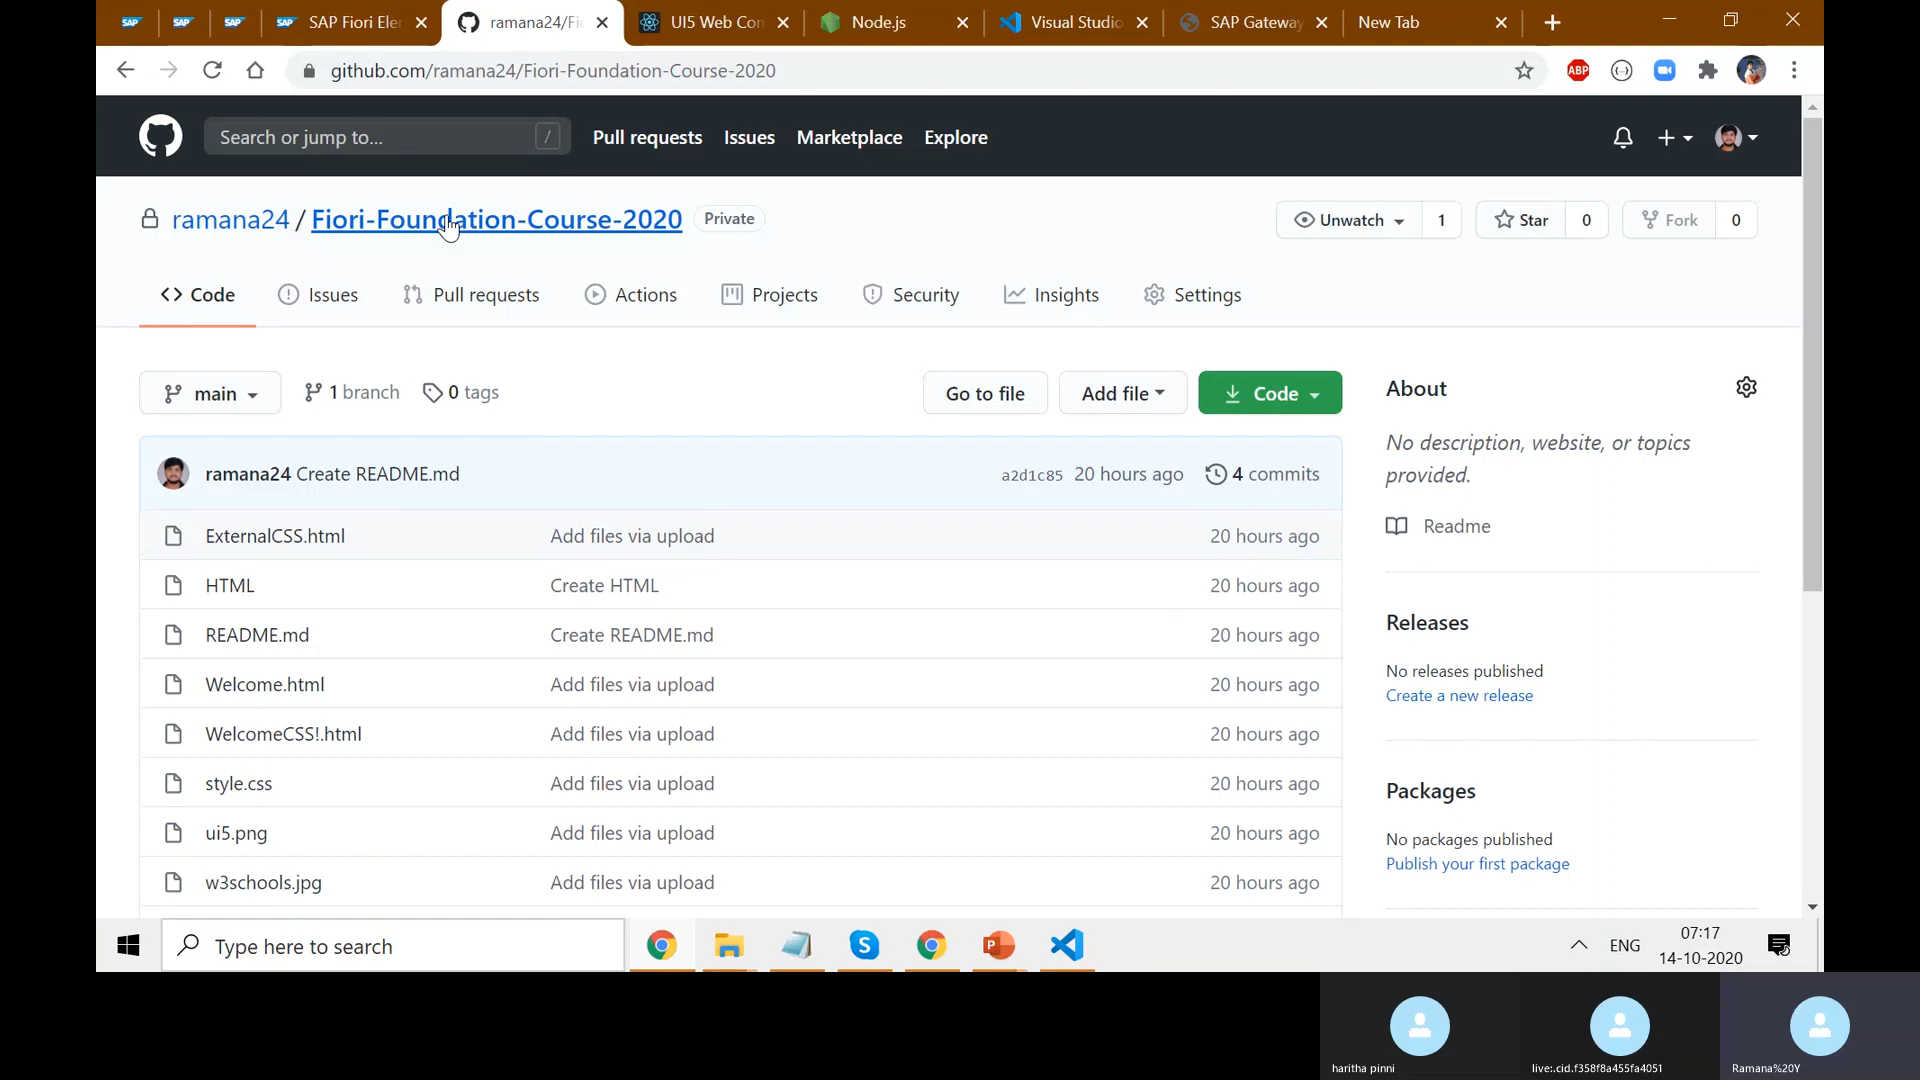 SAP SAP SAP SAP SAP Fiori Ele ramana24/Fi UI5 Web Con Node.js Visual Studio SAP Gateway New Tab
github.com/ramana24/Fiori-Foundation-Course-2020 ABP
Search or jump to... / Pull requests Issues Marketplace Explore
ramana24 / Fiori-Foundation-Course-2020 Private Unwatch 1 Star 0 Fork 0
Code Issues Pull requests Actions Projects Security Insights Settings
main 1 branch 0 tags Go to file Add file Code About
No description, website, or topics
provided.
ramana24 Create README.md a2d1c85 20 hours ago 4 commits
ExternalCSS.html Add files via upload 20 hours ago
Readme
HTML Create HTML 20 hours ago
README.md Create README.md 20 hours ago
Releases
No releases published
Create a new release
Welcome.html Add files via upload 20 hours ago
WelcomeCSS!.html Add files via upload 20 hours ago
style.css Add files via upload 20 hours ago
Packages
ui5.png Add files via upload 20 hours ago
No packages published
Publish your first package
w3schools.jpg Add files via upload 20 hours ago
Type here to search ENG 07:17
14-10-2020
haritha pinni live:.cid.f358f8a455fa4051 Ramana%20Y